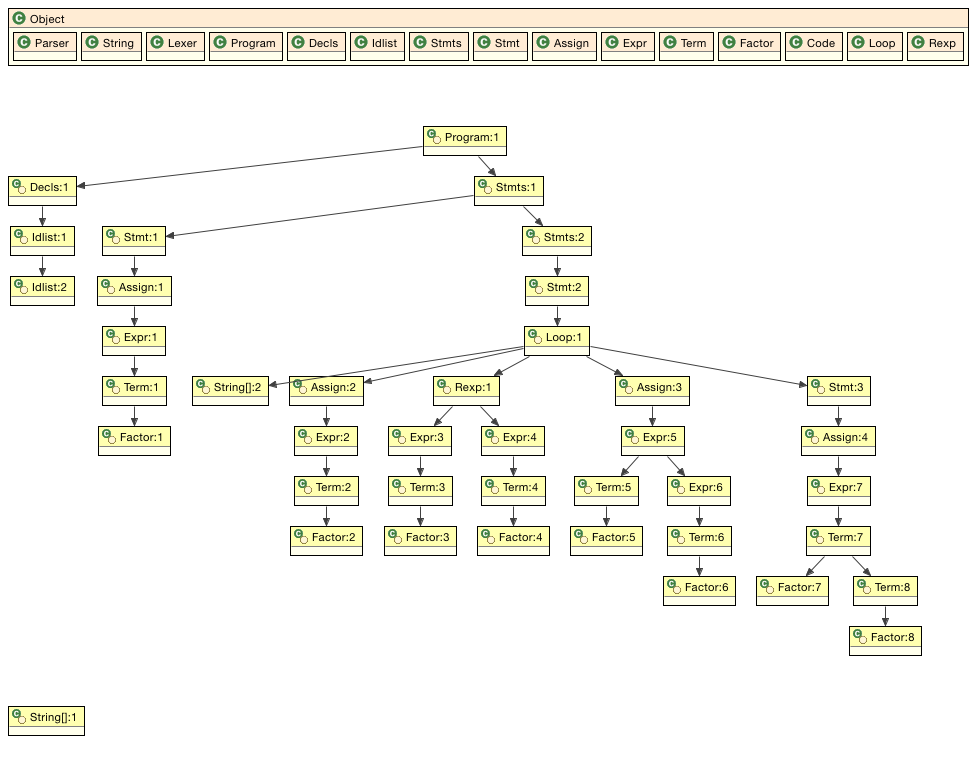 Object
Parser String Lexer Program Decls Idlist Stmts Stmt Assign Expr Term Factor Code Loop Rexp
Program:1
Decls:1 Stmts:1
Idlist:1 Stmt:1 Stmts:2
Idlist:2 Assign:1 Stmt:2
Expr:1 Loop:1
Term:1 String[]:2 Assign:2 Rexp:1 Assign:3 Stmt:3
Factor:1 Expr:2 Expr:3 Expr:4 Expr:5 Assign:4
Term:2 Term:3 Term:4 Term:5 Expr:6 Expr:7
Factor:2 Factor:3 Factor:4 Factor:5 Term:6 Term:7
Factor:6 Factor:7 Term:8
Factor:8
String[]:1